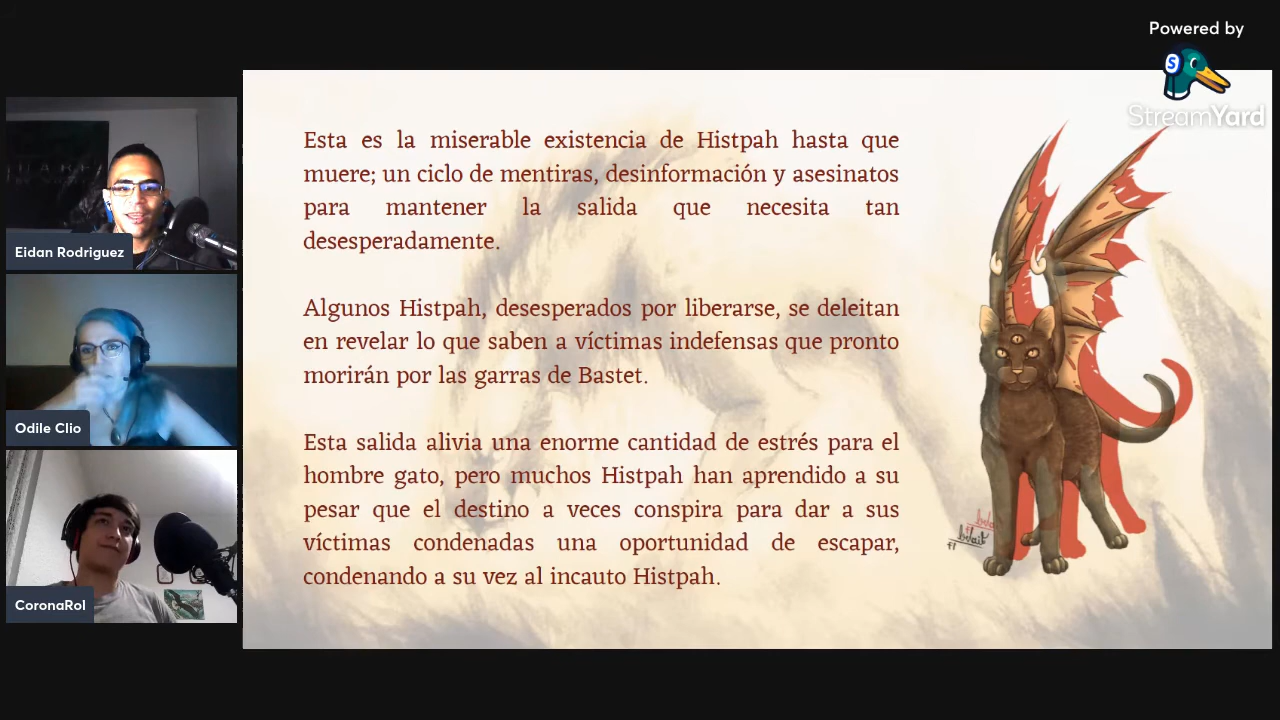 Powered by
StreamYard
Eidan Rodriguez
Odile Clio
CoronaRol
Esta es la miserable existencia de Histpah hasta que
muere; un ciclo de mentiras, desinformación y asesinatos
para mantener la salida que necesita tan
desesperadamente.
Algunos Histpah, desesperados por liberarse, se deleitan
en revelar lo que saben a víctimas indefensas que pronto
morirán por las garras de Bastet.
Esta salida alivia una enorme cantidad de estrés para el
hombre gato, pero muchos Histpah han aprendido a su
pesar que el destino a veces conspira para dar a sus
víctimas condenadas una oportunidad de escapar,
condenando a su vez al incauto Histpah.